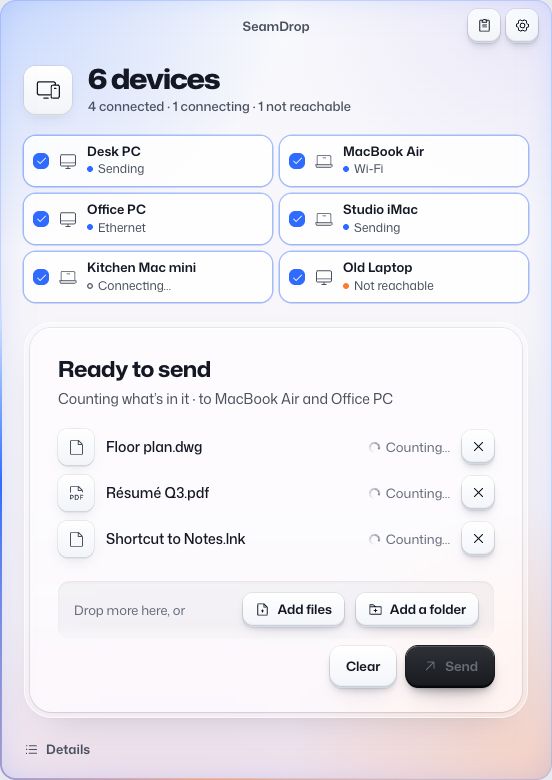 SeamDrop
6 devices
4 connected · 1 connecting · 1 not reachable
Desk PC
Sending
MacBook Air
Wi-Fi
Office PC
Ethernet
Studio iMac
Sending
Kitchen Mac mini
Connecting...
Old Laptop
Not reachable
Ready to send
Counting what's in it · to MacBook Air and Office PC
Floor plan.dwg
Counting...
PDF
Résumé Q3.pdf
Counting...
Shortcut to Notes.lnk
Counting...
Drop more here, or
Add files
Add a folder
Clear
Send
Details